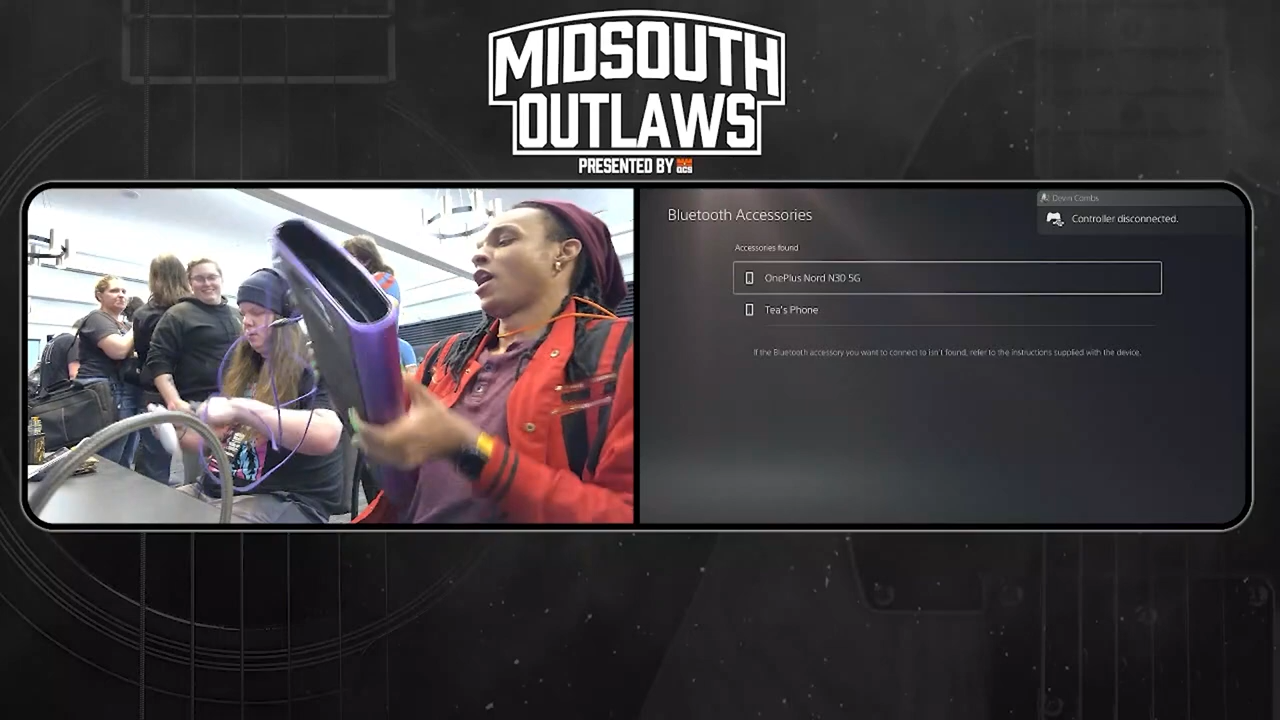 MIDSOUTH
OUTLAWS
PRESENTED BY QCS
Bluetooth Accessories
Devin Combs
Controller disconnected.
Accessories found
OnePlus Nord N30 5G
Tea's Phone
If the Bluetooth accessory you want to connect to isn't found, refer to the instructions supplied with the device.